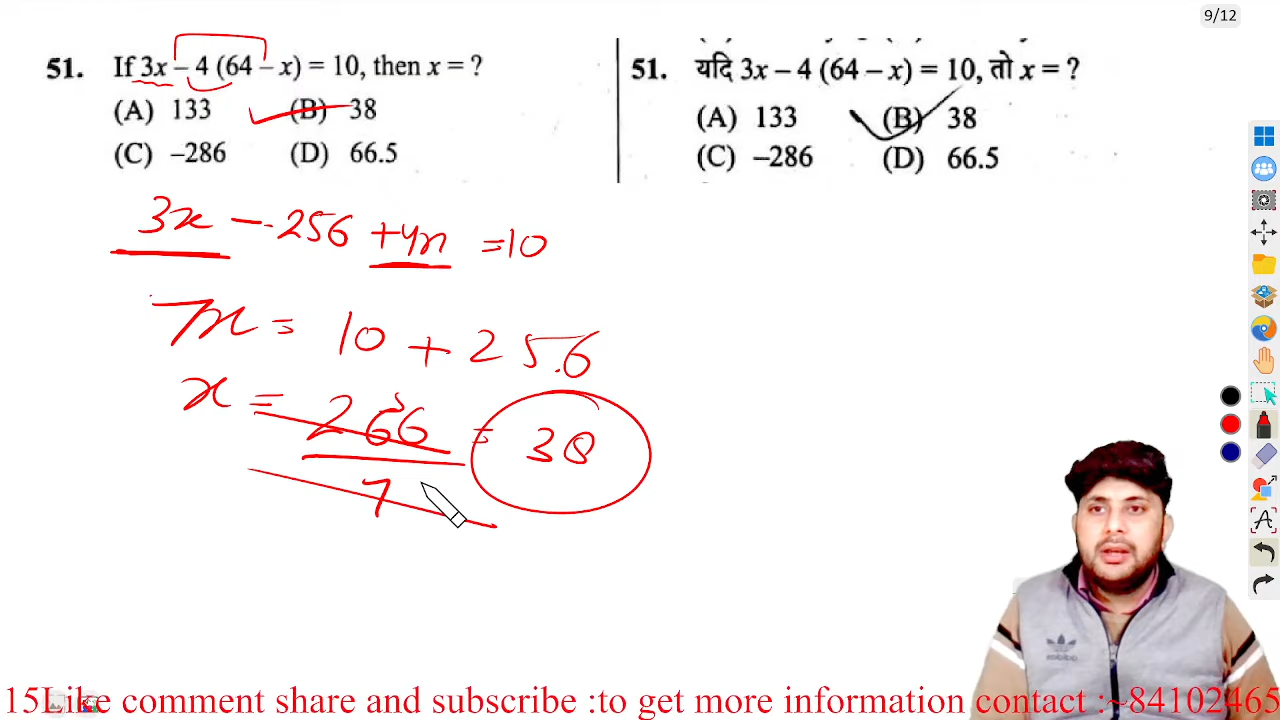 9/12
51. If 3x – 4 (64 – x) = 10, then x = ?
(A) 133 (B) 38
(C) –286 (D) 66.5
51. यदि 3x – 4 (64 – x) = 10, तो x = ?
(A) 133 (B) 38
(C) –286 (D) 66.5
3x – 256 + 4x = 10
7x = 10 + 256
x = 266 = 38
7
adidas
15Like comment share and subscribe :to get more information contact :~84102465